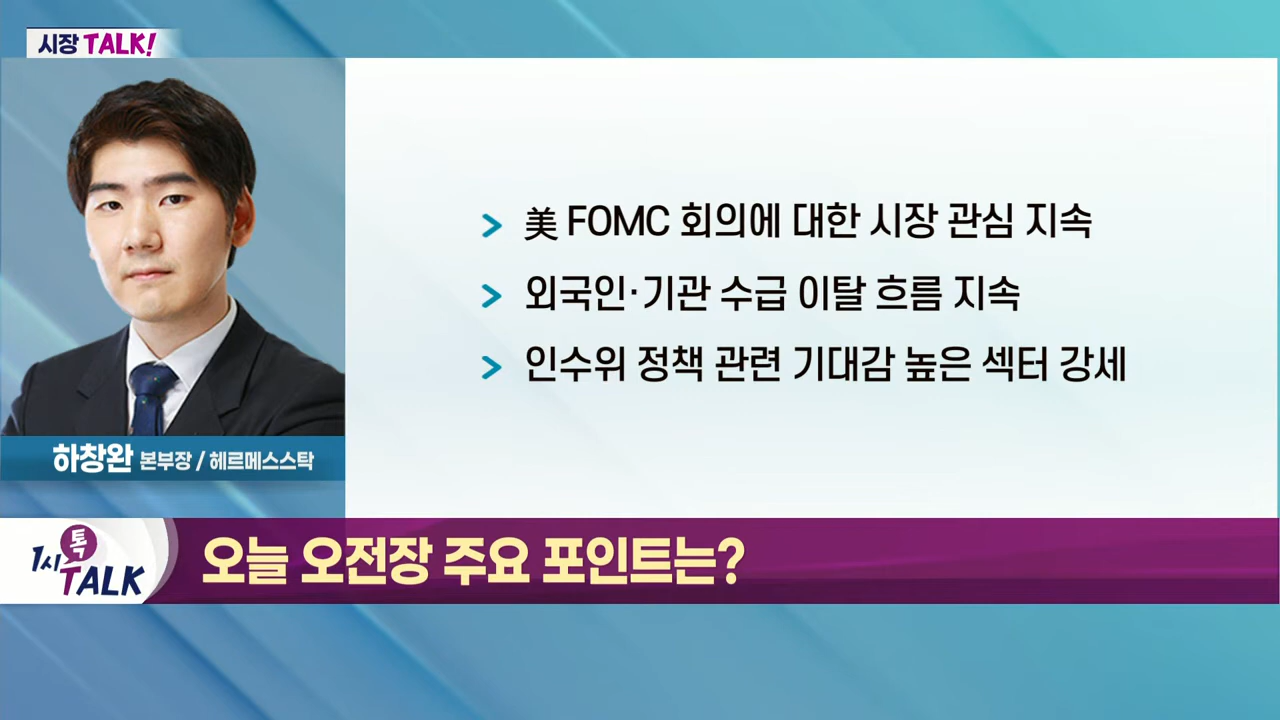 시장 TALK!
美 FOMC 회의에 대한 시장 관심 지속
외국인·기관 수급 이탈 흐름 지속
인수위 정책 관련 기대감 높은 섹터 강세
하창완 본부장 / 헤르메스스탁
1시 톡 TALK
오늘 오전장 주요 포인트는?